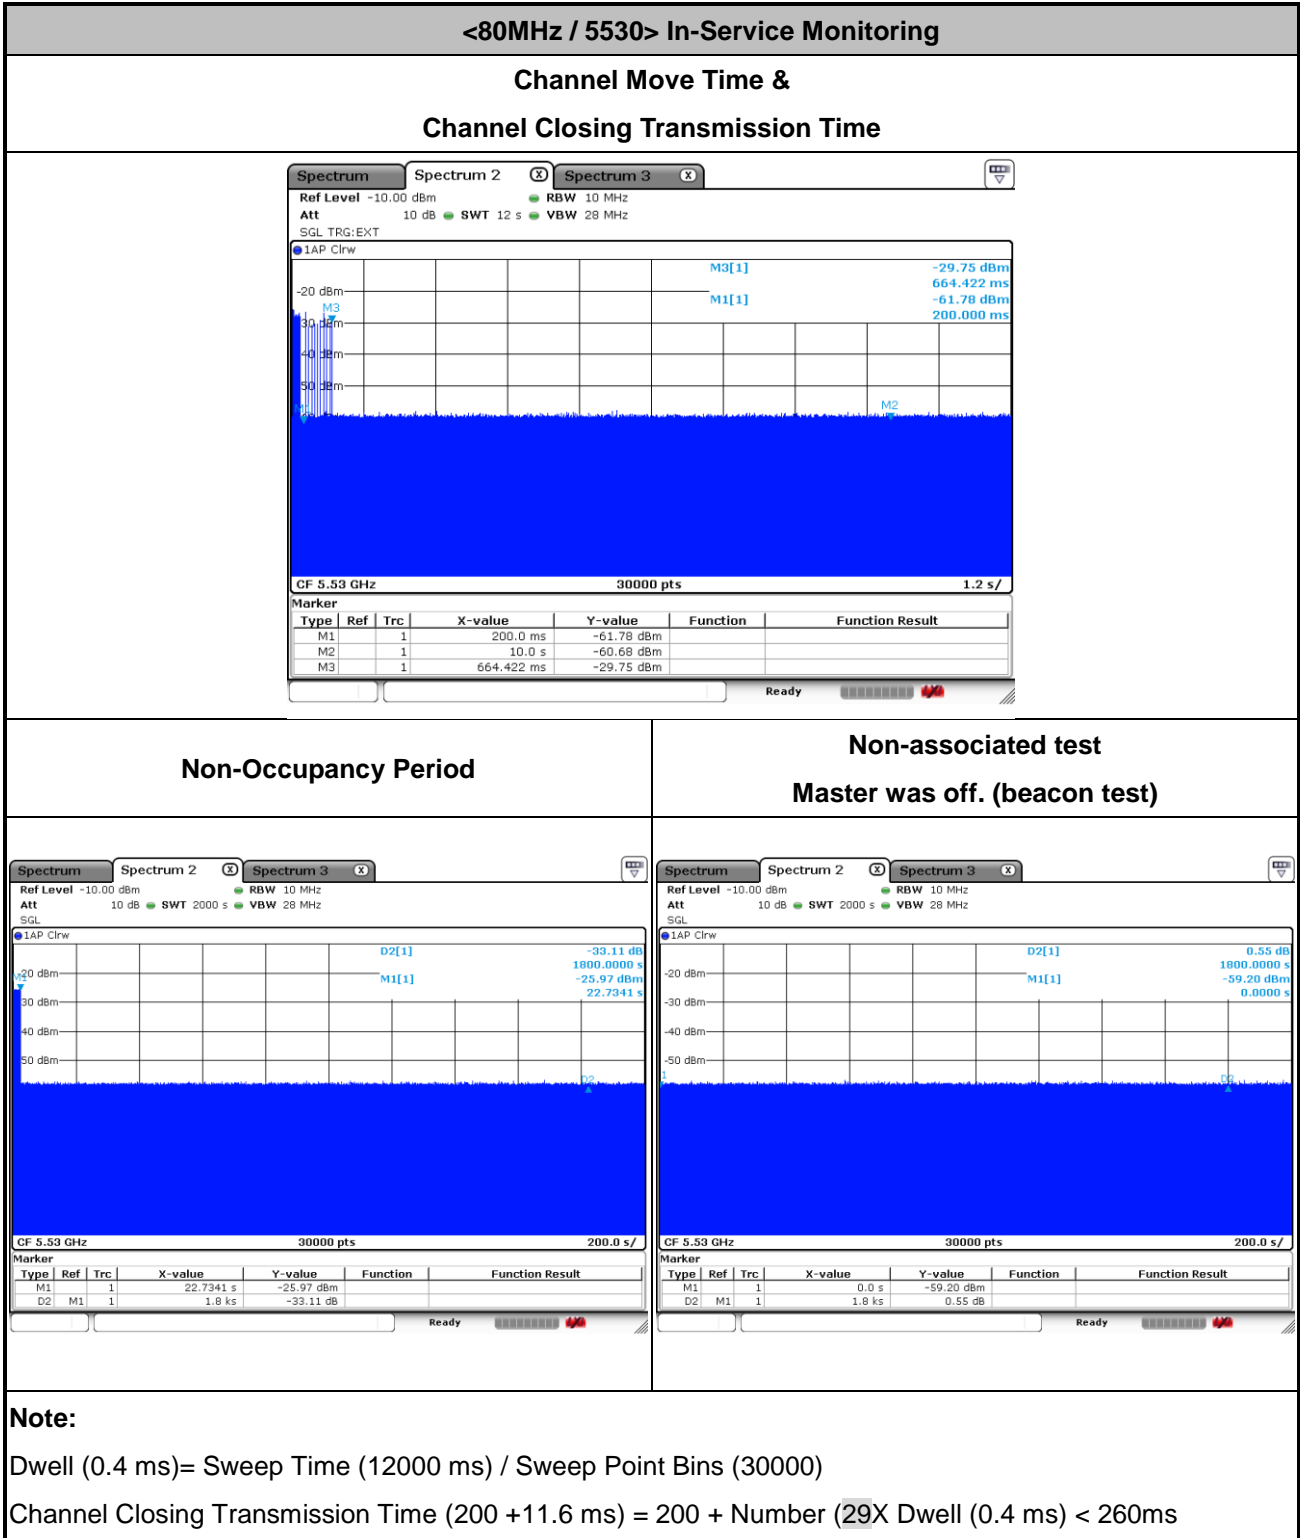 <80MHz / 5530> In-Service Monitoring
Channel Move Time &
Channel Closing Transmission Time
Spectrum Spectrum 2 X Spectrum 3 X
Ref Level -10.00 dBm RBW 10 MHz
Att 10 dB SWT 12 s VBW 28 MHz
SGL TRG:EXT
1AP Clrw
M3[1] -29.75 dBm
664.422 ms
M1[1] -61.78 dBm
200.000 ms
-20 dBm
M3
-30 dBm
-40 dBm
-50 dBm
M2
CF 5.53 GHz 30000 pts 1.2 s/
Marker
Type Ref Trc X-value Y-value Function Function Result
M1 1 200.0 ms -61.78 dBm
M2 1 10.0 s -60.68 dBm
M3 1 664.422 ms -29.75 dBm
Ready
Non-Occupancy Period
Non-associated test
Master was off. (beacon test)
Spectrum Spectrum 2 X Spectrum 3 X
Ref Level -10.00 dBm RBW 10 MHz
Att 10 dB SWT 2000 s VBW 28 MHz
SGL
1AP Clrw
D2[1] -33.11 dB
1800.0000 s
M1[1] -25.97 dBm
22.7341 s
M1
-20 dBm
-30 dBm
-40 dBm
-50 dBm
D2
CF 5.53 GHz 30000 pts 200.0 s/
Marker
Type Ref Trc X-value Y-value Function Function Result
M1 1 22.7341 s -25.97 dBm
D2 M1 1 1.8 ks -33.11 dB
Ready
Spectrum Spectrum 2 X Spectrum 3 X
Ref Level -10.00 dBm RBW 10 MHz
Att 10 dB SWT 2000 s VBW 28 MHz
SGL
1AP Clrw
D2[1] 0.55 dB
1800.0000 s
M1[1] -59.20 dBm
0.0000 s
-20 dBm
-30 dBm
-40 dBm
-50 dBm
1
D2
CF 5.53 GHz 30000 pts 200.0 s/
Marker
Type Ref Trc X-value Y-value Function Function Result
M1 1 0.0 s -59.20 dBm
D2 M1 1 1.8 ks 0.55 dB
Ready
Note:
Dwell (0.4 ms)= Sweep Time (12000 ms) / Sweep Point Bins (30000)
Channel Closing Transmission Time (200 +11.6 ms) = 200 + Number (29X Dwell (0.4 ms) < 260ms